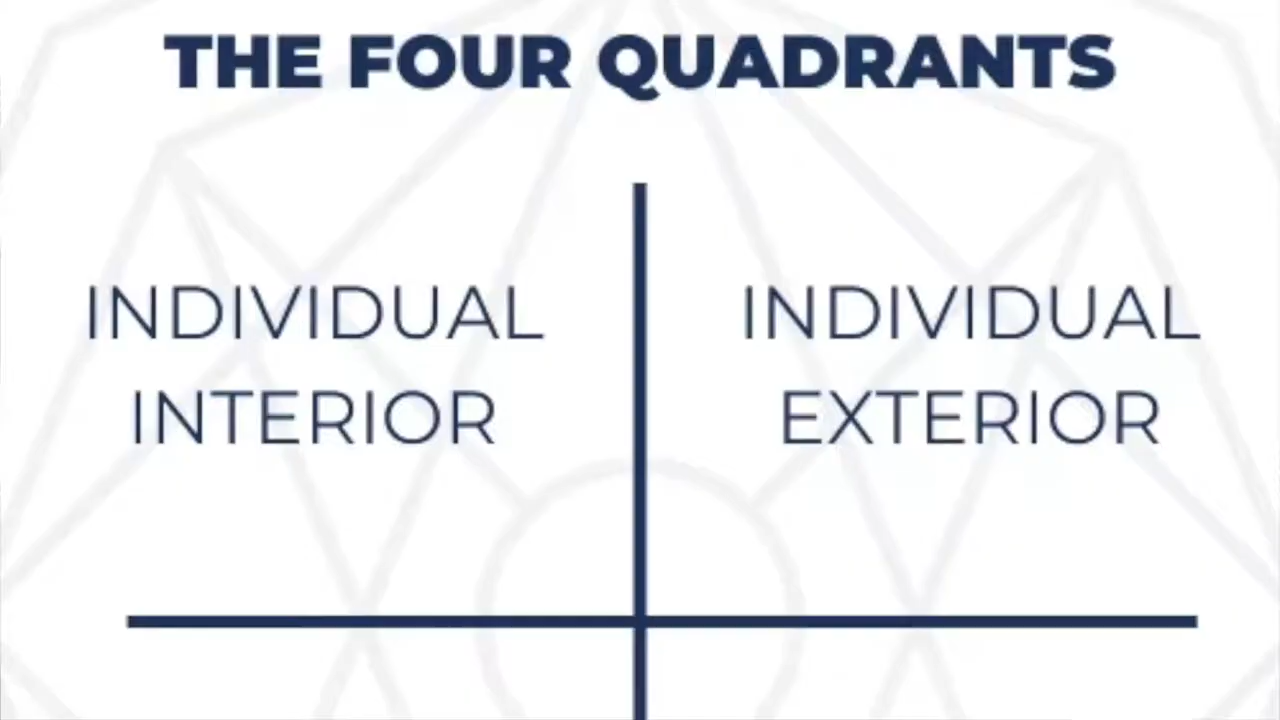 THE FOUR QUADRANTS
INDIVIDUAL
INTERIOR
INDIVIDUAL
EXTERIOR